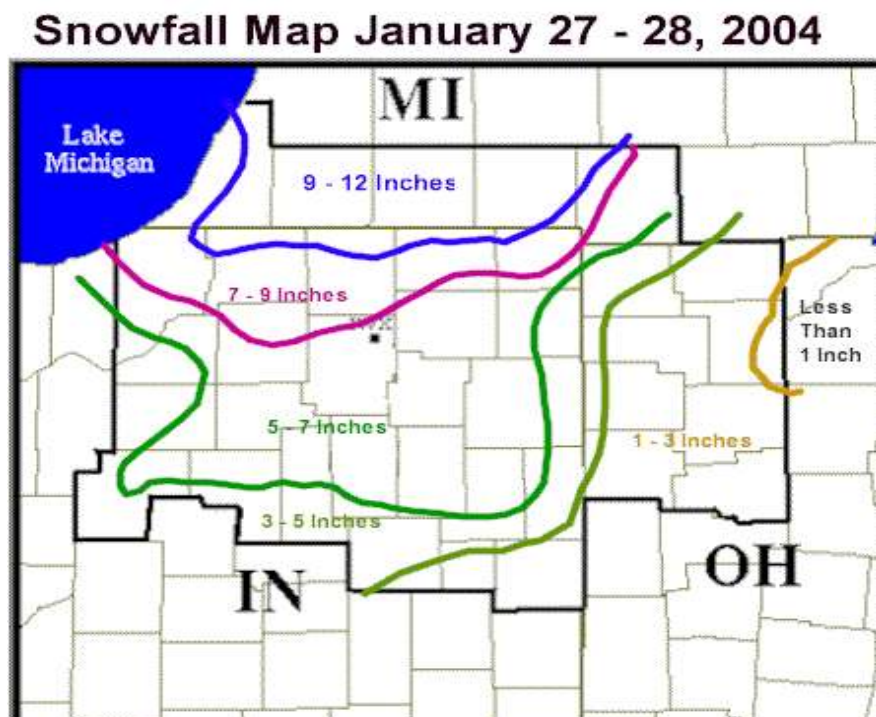 Snowfall Map January 27 - 28, 2004
MI
Lake
Michigan
9 - 12 Inches
7 - 9 Inches
Less
Than
1 Inch
5 - 7 Inches
1 - 3 Inches
3 - 5 Inches
IN
OH